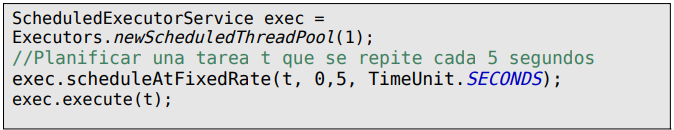 ScheduledExecutorService exec =
Executors.newScheduledThreadPool(1);
//Planificar una tarea t que se repite cada 5 segundos
exec.scheduleAtFixedRate(t, 0,5, TimeUnit.SECONDS);
exec.execute(t);